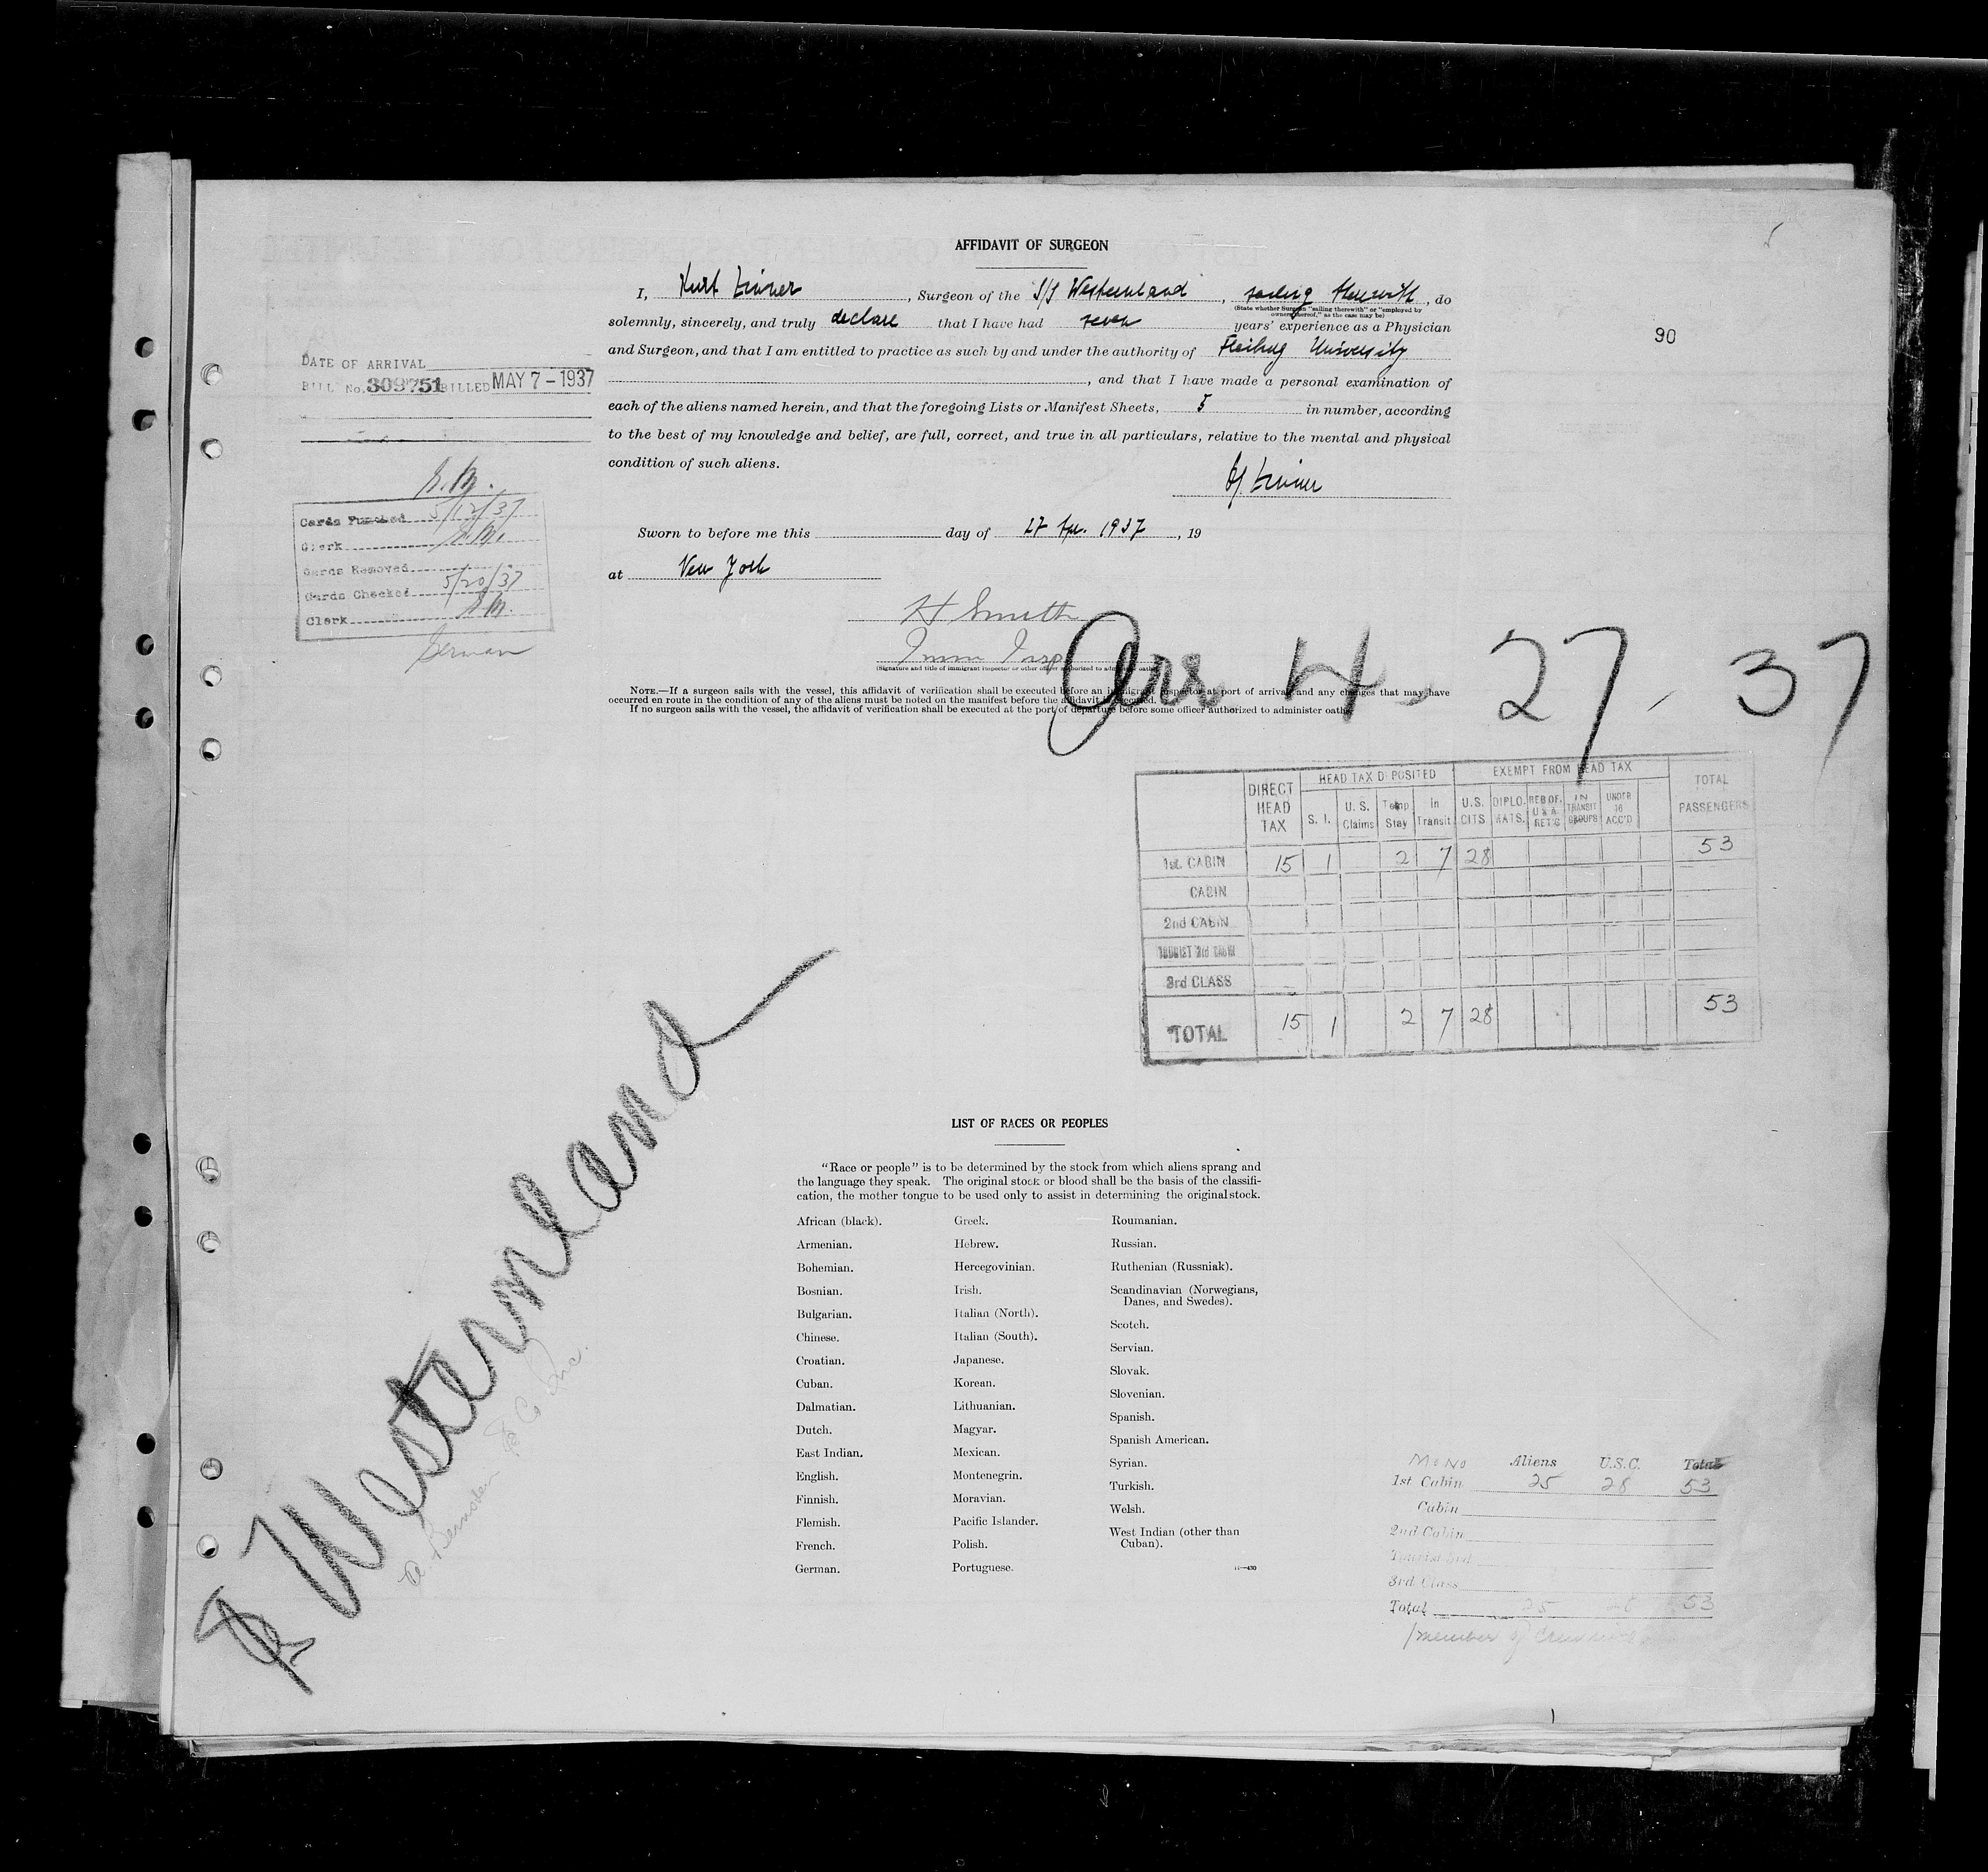 AFFIDAVIT OF SURGEON
I, Kurt Zinner, Surgeon of the S/S Westernland, sailing therewith, do
(State whether Surgeon "sailing therewith" or "employed by owners thereof," as the case may be)
solemnly, sincerely, and truly declare that I have had seven years' experience as a Physician
and Surgeon, and that I am entitled to practice as such by and under the authority of Freiburg University
, and that I have made a personal examination of
each of the aliens named herein, and that the foregoing Lists or Manifest Sheets, 5 in number, according
to the best of my knowledge and belief, are full, correct, and true in all particulars, relative to the mental and physical
condition of such aliens.
Zinner
Sworn to before me this day of 27 Apr. 1937, 19
at New York
H Smith
Imm Insp
(Signature and title of immigrant inspector or other officer authorized to administer oaths)
NOTE.—If a surgeon sails with the vessel, this affidavit of verification shall be executed before an immigrant inspector at port of arrival and any changes that may have
occurred en route in the condition of any of the aliens must be noted on the manifest before the affidavit is executed.
If no surgeon sails with the vessel, the affidavit of verification shall be executed at the port of departure before some officer authorized to administer oaths.
90
DATE OF ARRIVAL
BILL No. 309751 BILLED MAY 7-1937
Cards Punched 5/12/37
Clerk
Cards Removed
Cards Checked 5/20/37
Clerk
German
Arr 4, 27, 37
DIRECT HEAD TAX
HEAD TAX DEPOSITED
EXEMPT FROM HEAD TAX
TOTAL PASSENGERS
S. I. U. S. Claims Temp Stay In Transit U.S. CITS DIPLO. MATS. IN TRANSIT GROUPS UNDER 16 ACC'D
1st. CABIN 15 1 2 7 28 53
CABIN
2nd CABIN
TOURIST 3rd CABIN
3rd CLASS
TOTAL 15 1 2 7 28 53
Westernland
LIST OF RACES OR PEOPLES
"Race or people" is to be determined by the stock from which aliens sprang and
the language they speak. The original stock or blood shall be the basis of the classifi-
cation, the mother tongue to be used only to assist in determining the original stock.
African (black).
Armenian.
Bohemian.
Bosnian.
Bulgarian.
Chinese.
Croatian.
Cuban.
Dalmatian.
Dutch.
East Indian.
English.
Finnish.
Flemish.
French.
German.
Greek.
Hebrew.
Hercegovinian.
Irish.
Italian (North).
Italian (South).
Japanese.
Korean.
Lithuanian.
Magyar.
Mexican.
Montenegrin.
Moravian.
Pacific Islander.
Polish.
Portuguese.
Roumanian.
Russian.
Ruthenian (Russniak).
Scandinavian (Norwegians,
Danes, and Swedes).
Scotch.
Servian.
Slovak.
Slovenian.
Spanish.
Spanish American.
Syrian.
Turkish.
Welsh.
West Indian (other than
Cuban).
Aliens U.S.C. Total
1st Cabin 25 28 53
Cabin
2nd Cabin
Tourist 3rd
3rd Class
Total 25 28 53
1 member of